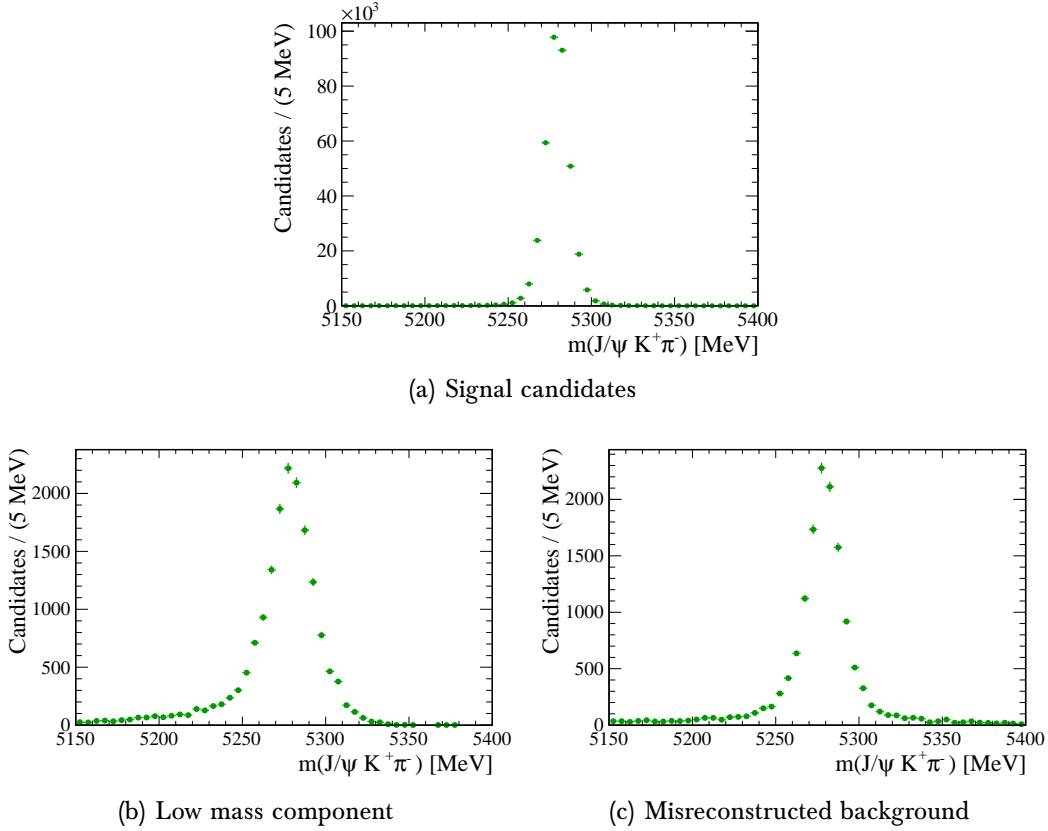 ×10³
Candidates / (5 MeV)
100
80
60
40
20
0
5150 5200 5250 5300 5350 5400
m(J/ψ K⁺π⁻) [MeV]
(a) Signal candidates
Candidates / (5 MeV)
2000
1500
1000
500
0
5150 5200 5250 5300 5350 5400
m(J/ψ K⁺π⁻) [MeV]
(b) Low mass component
Candidates / (5 MeV)
2000
1500
1000
500
0
5150 5200 5250 5300 5350 5400
m(J/ψ K⁺π⁻) [MeV]
(c) Misreconstructed background